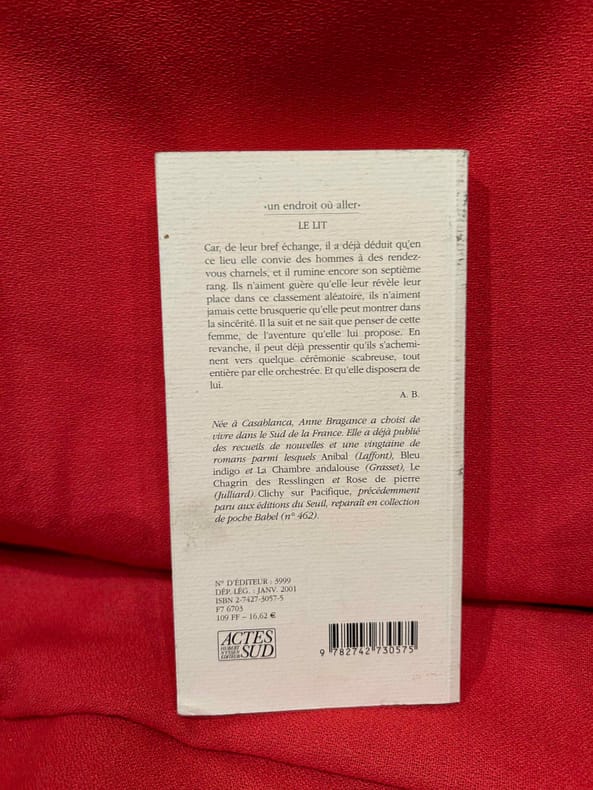 «un endroit où aller»
LE LIT
Car, de leur bref échange, il a déjà déduit qu'en
ce lieu elle convie des hommes à des rendez-
vous charnels, et il rumine encore son septième
rang. Ils n'aiment guère qu'elle leur révèle leur
place dans ce classement aléatoire, ils n'aiment
jamais cette brusquerie qu'elle peut montrer dans
la sincérité. Il la suit et ne sait que penser de cette
femme, de l'aventure qu'elle lui propose. En
revanche, il peut déjà pressentir qu'ils s'achemi-
nent vers quelque cérémonie scabreuse, tout
entière par elle orchestrée. Et qu'elle disposera de
lui.
A. B.
Née à Casablanca, Anne Bragance a choisi de
vivre dans le Sud de la France. Elle a déjà publié
des recueils de nouvelles et une vingtaine de
romans parmi lesquels Anibal (Laffont), Bleu
indigo et La Chambre andalouse (Grasset), Le
Chagrin des Resslingen et Rose de pierre
(Julliard). Clichy sur Pacifique, précédemment
paru aux éditions du Seuil, reparaît en collection
de poche Babel (n° 462).
N° D'ÉDITEUR : 3999
DÉP. LÉG. : JANV. 2001
ISBN 2-7427-3057-5
F7 6703
109 FF – 16,62 €
ACTES
HUBERT
NYSSEN
ÉDITEUR
SUD
9 782742 730575